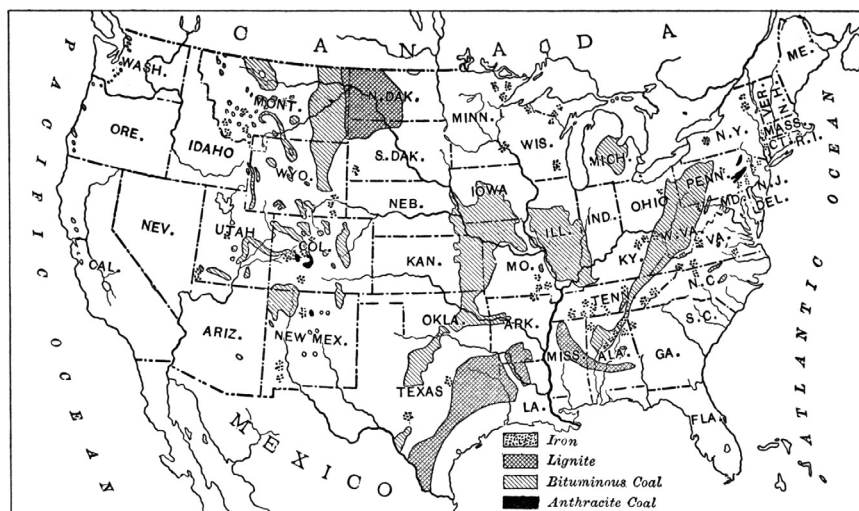 CANADA
PACIFIC OCEAN
ATLANTIC OCEAN
MEXICO
WASH.
MONT.
N.DAK.
MINN.
ME.
ORE.
IDAHO
WYO.
S.DAK.
WIS.
MICH.
N.Y.
VER.
N.H.
MASS.
CT.
R.I.
NEV.
UTAH
COL.
NEB.
IOWA
ILL.
IND.
OHIO
PENN.
N.J.
MD.
DEL.
CAL.
KAN.
MO.
KY.
W.VA.
VA.
ARIZ.
NEW MEX.
OKLA.
ARK.
TENN.
N.C.
S.C.
TEXAS
LA.
MISS.
ALA.
GA.
FLA.
Iron
Lignite
Bituminous Coal
Anthracite Coal